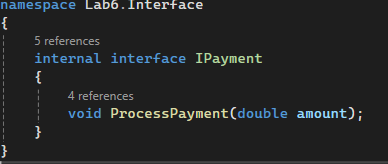 namespace Lab6.Interface
{
5 references
internal interface IPayment
{
4 references
void ProcessPayment(double amount);
}
}